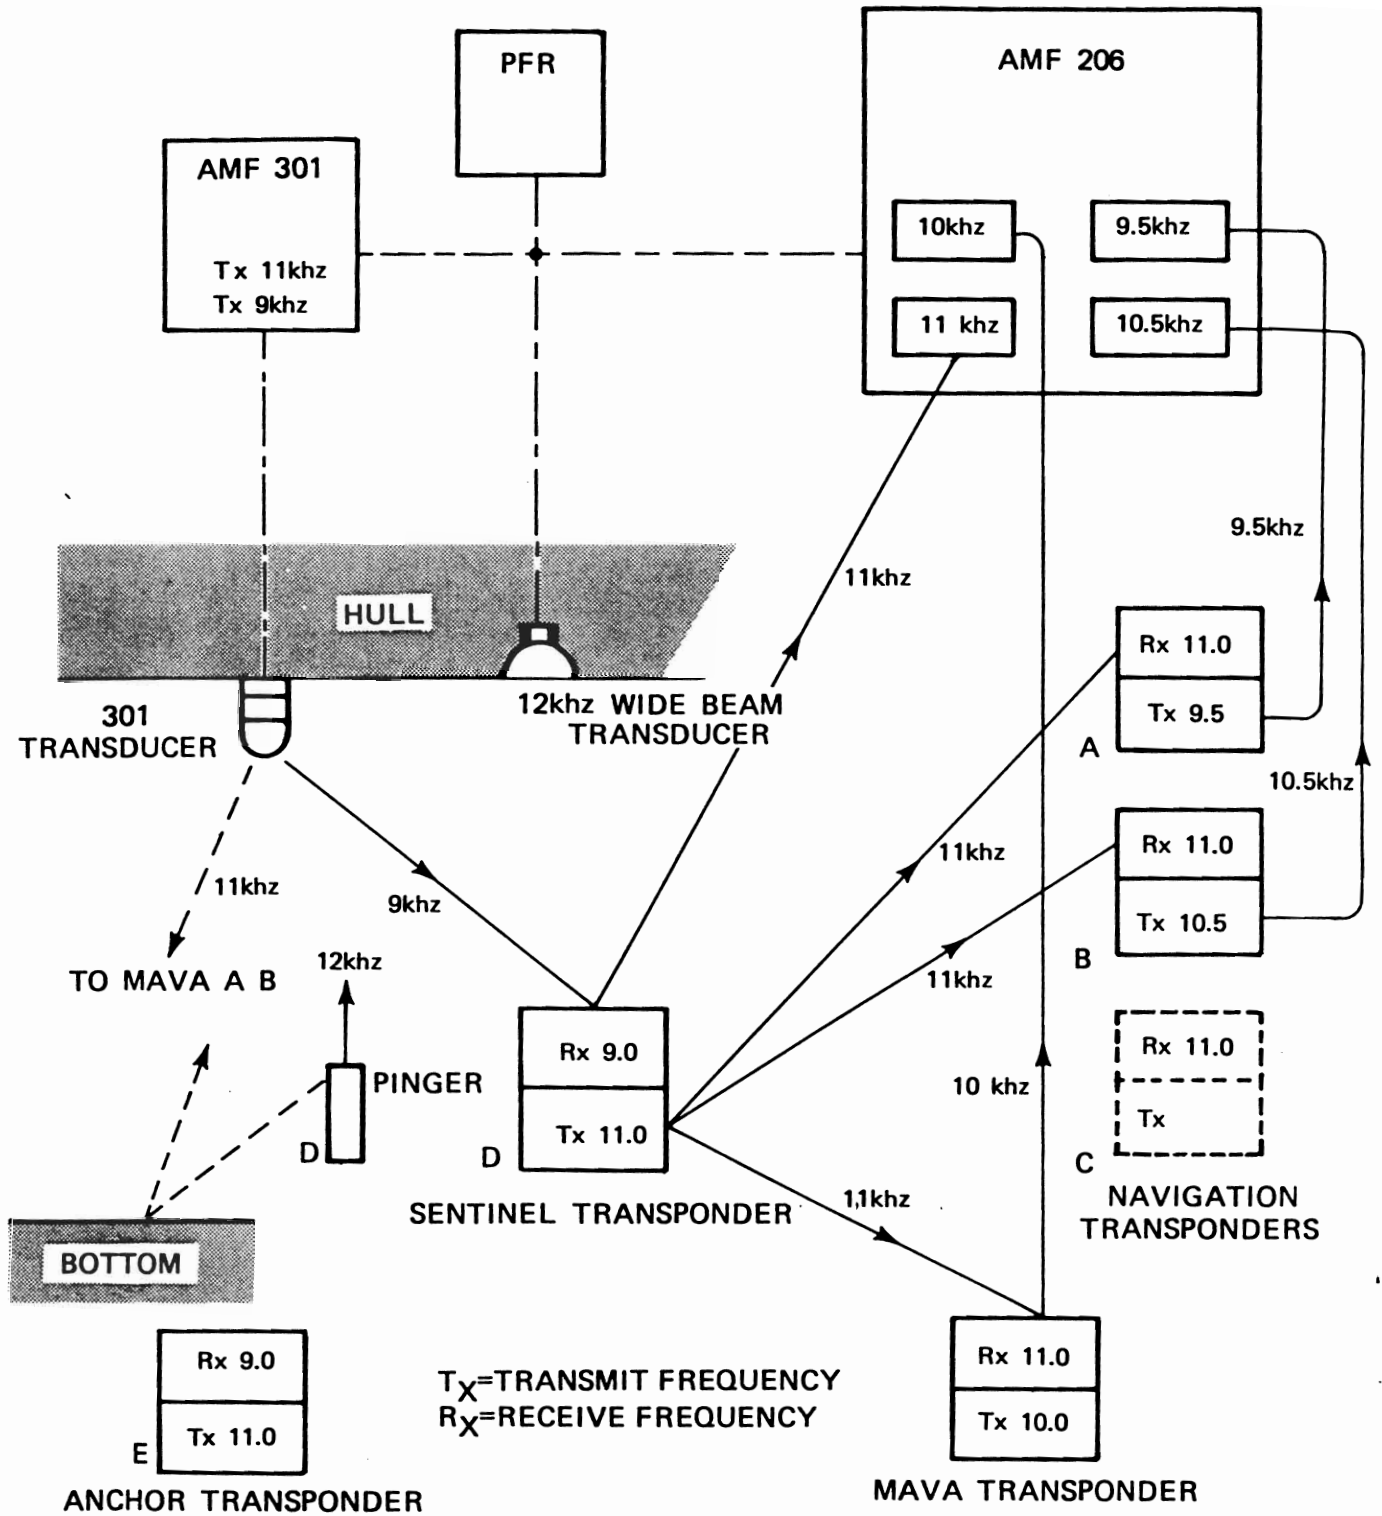 PFR
AMF 206
AMF 301
Tx 11khz
Tx 9khz
10khz
9.5khz
11 khz
10.5khz
9.5khz
11khz
HULL
Rx 11.0
Tx 9.5
A
12khz WIDE BEAM
TRANSDUCER
301
TRANSDUCER
10.5khz
Rx 11.0
Tx 10.5
B
11khz
11khz
9khz
11khz
TO MAVA A B
12khz
PINGER
D
Rx 9.0
Tx 11.0
D
SENTINEL TRANSPONDER
10 khz
Rx 11.0
Tx
C
NAVIGATION
TRANSPONDERS
1,1khz
BOTTOM
Rx 9.0
Tx 11.0
E
ANCHOR TRANSPONDER
TX=TRANSMIT FREQUENCY
RX=RECEIVE FREQUENCY
Rx 11.0
Tx 10.0
MAVA TRANSPONDER